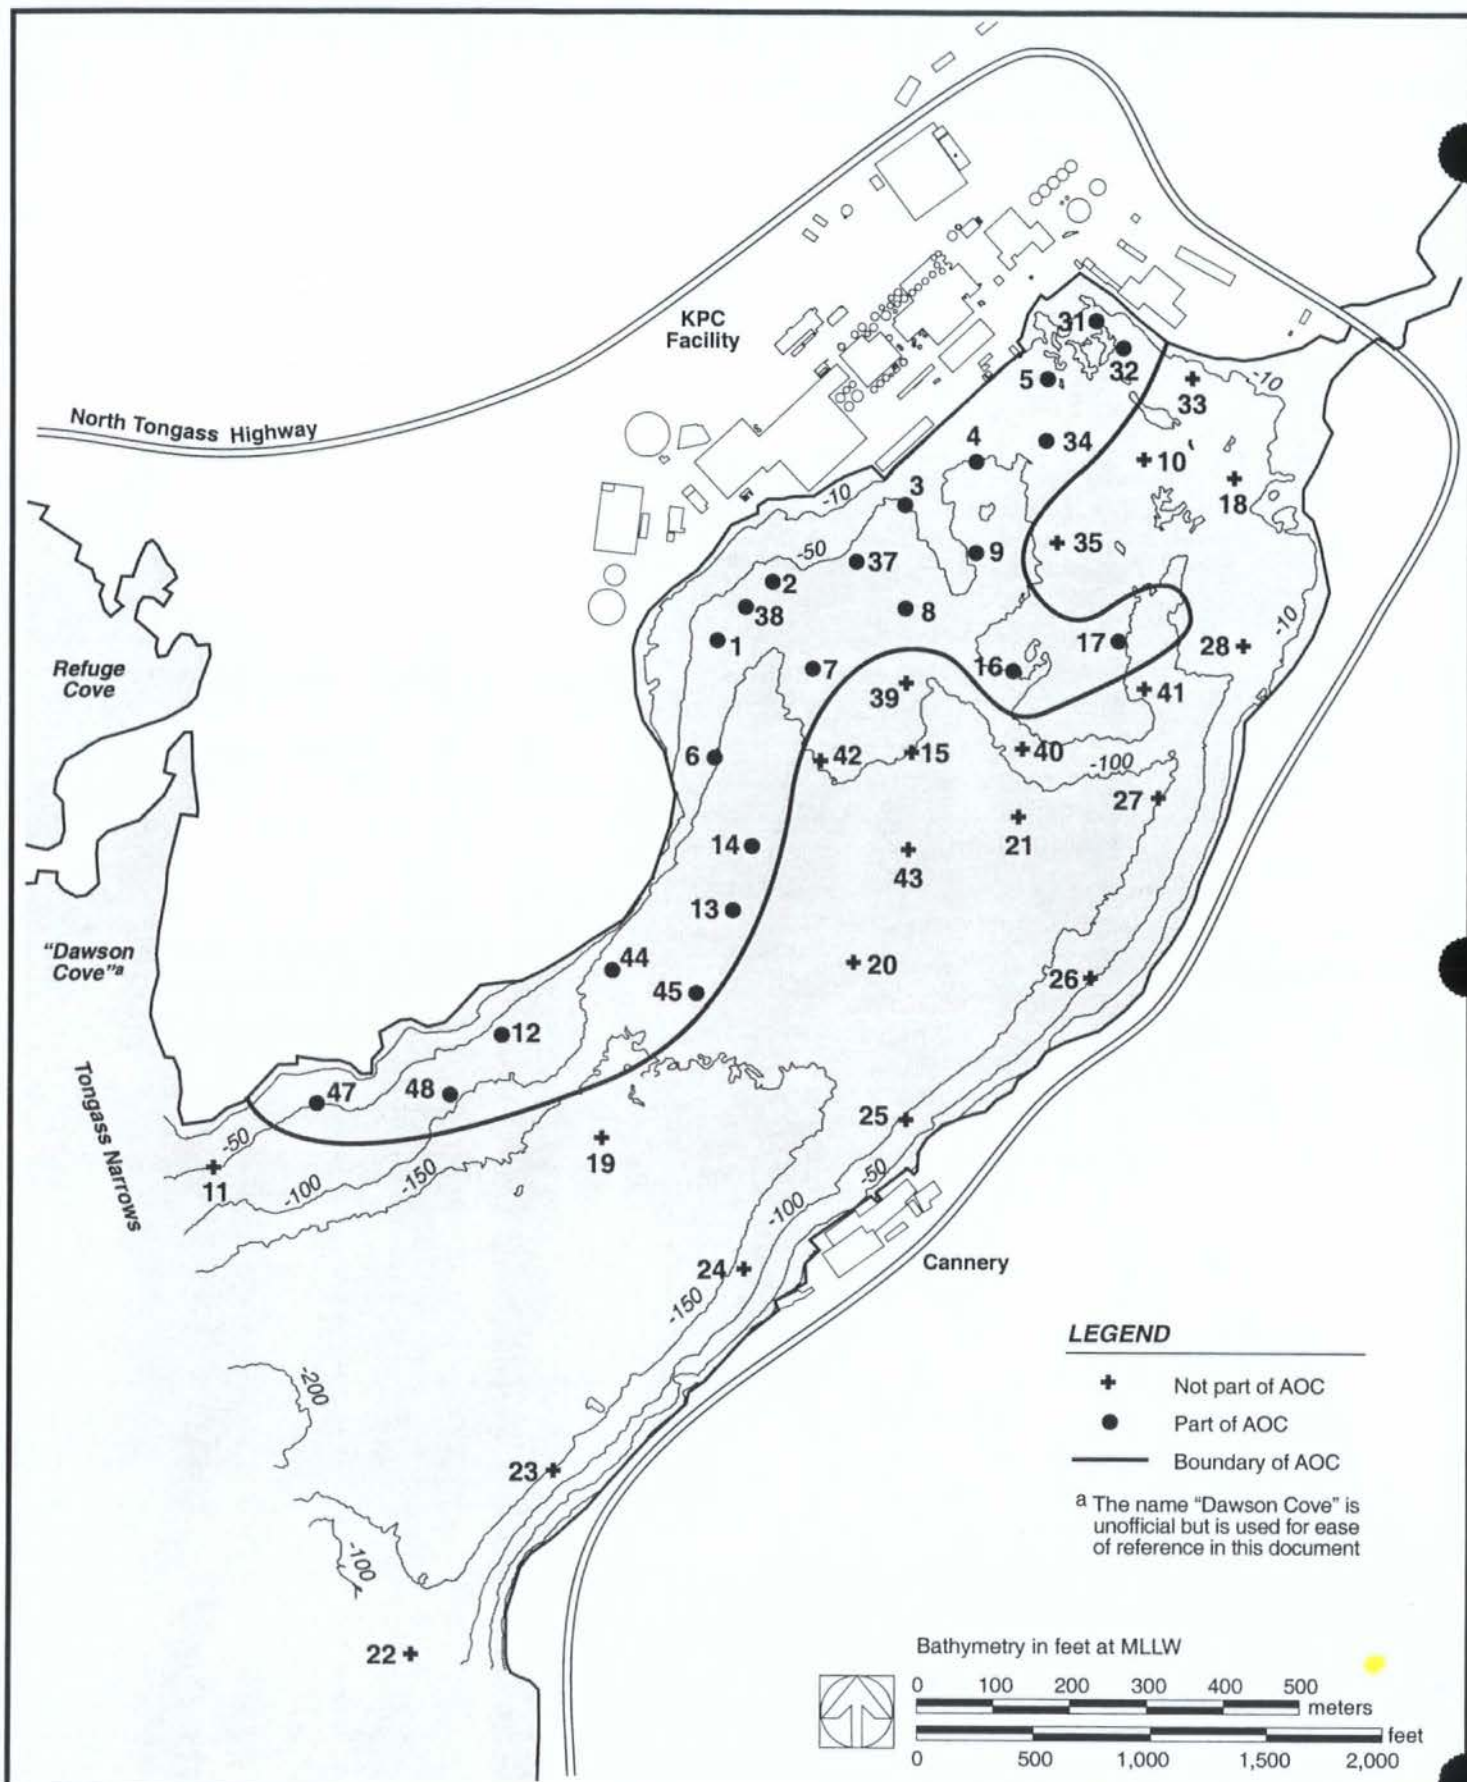 KPC
Facility
North Tongass Highway
Refuge
Cove
"Dawson
Cove"a
Tongass Narrows
31
32
5
33
-10
4
34
10
18
3
-10
35
-50
37
9
2
38
8
1
7
16
17
28
-10
39
41
6
42
15
40
-100
27
14
21
43
13
44
20
45
26
12
47
48
25
-50
19
11
-100
-150
-50
-100
24
Cannery
-150
-200
23
-100
22
LEGEND
Not part of AOC
Part of AOC
Boundary of AOC
a The name "Dawson Cove" is
unofficial but is used for ease
of reference in this document
Bathymetry in feet at MLLW
0 100 200 300 400 500
meters
feet
0 500 1,000 1,500 2,000